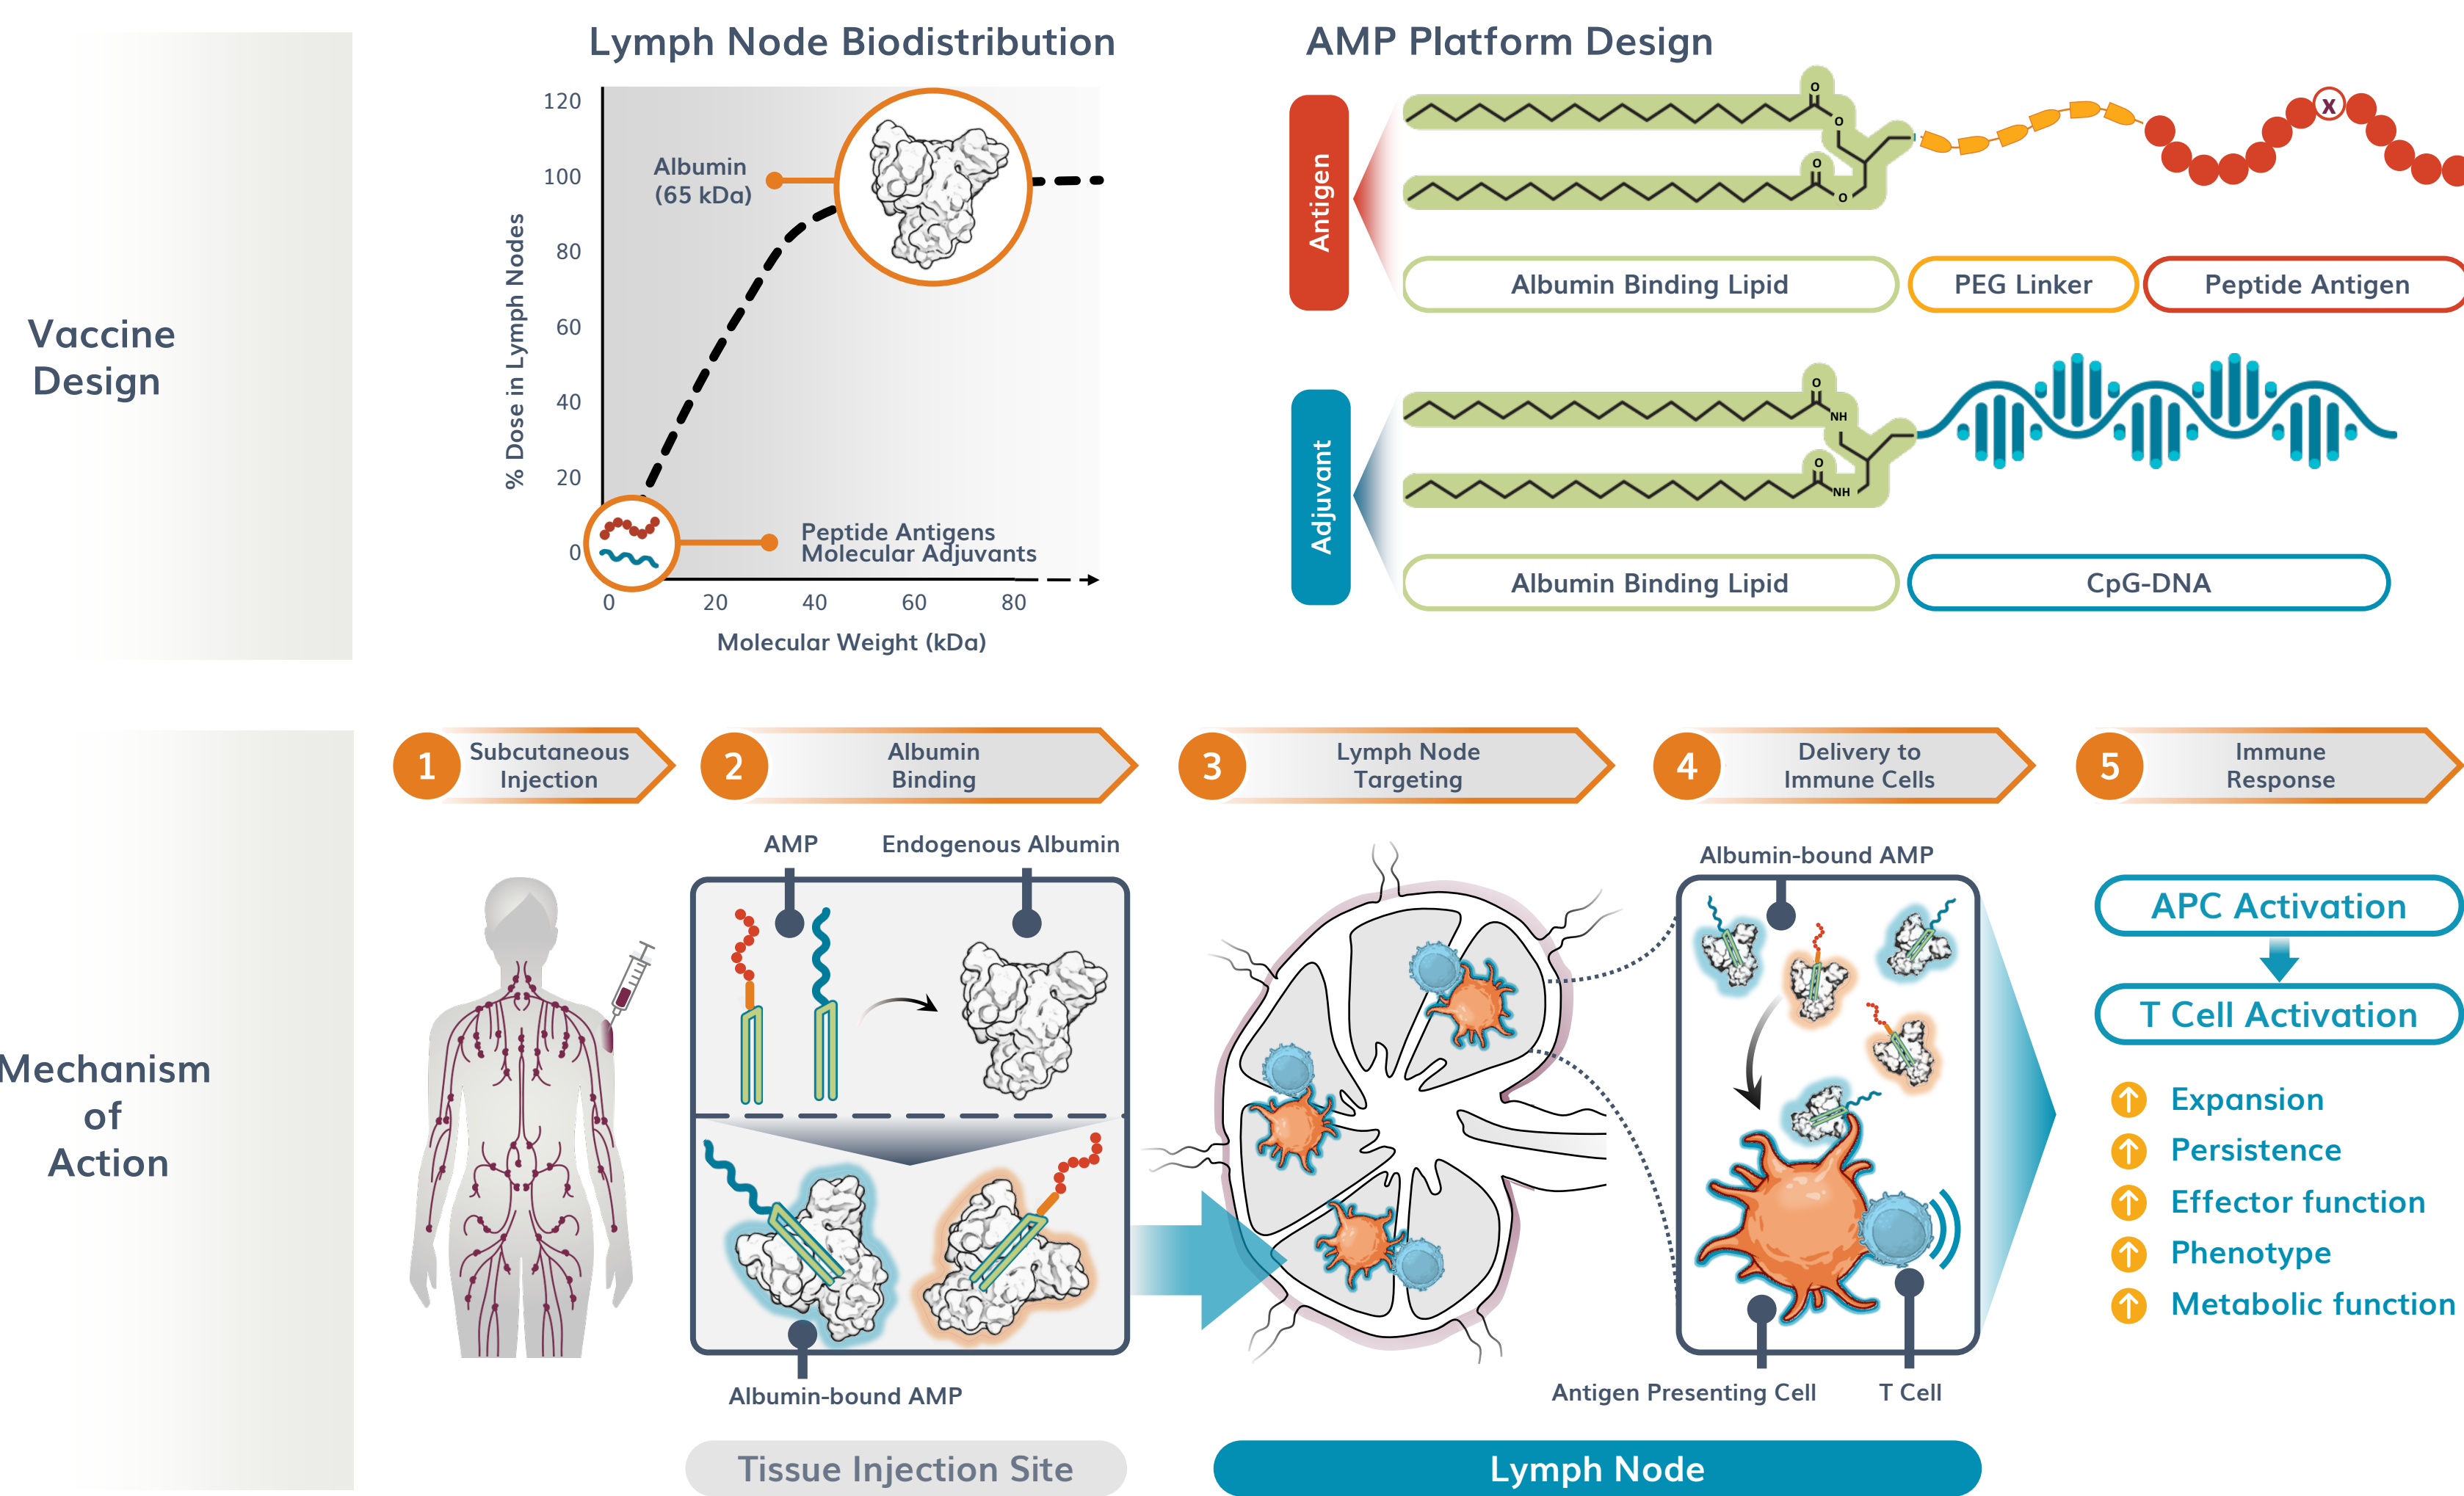 Vaccine
Design
Lymph Node Biodistribution
% Dose in Lymph Nodes
120
100
80
60
40
20
0
Albumin
(65 kDa)
Peptide Antigens
Molecular Adjuvants
0 20 40 60 80
Molecular Weight (kDa)
AMP Platform Design
Antigen
O
O
O
O
X
Albumin Binding Lipid
PEG Linker
Peptide Antigen
Adjuvant
O
NH
O
NH
Albumin Binding Lipid
CpG-DNA
Mechanism
of
Action
1 Subcutaneous
Injection
2 Albumin
Binding
3 Lymph Node
Targeting
4 Delivery to
Immune Cells
5 Immune
Response
AMP
Endogenous Albumin
Albumin-bound AMP
Tissue Injection Site
Albumin-bound AMP
Antigen Presenting Cell
T Cell
Lymph Node
APC Activation
T Cell Activation
Expansion
Persistence
Effector function
Phenotype
Metabolic function